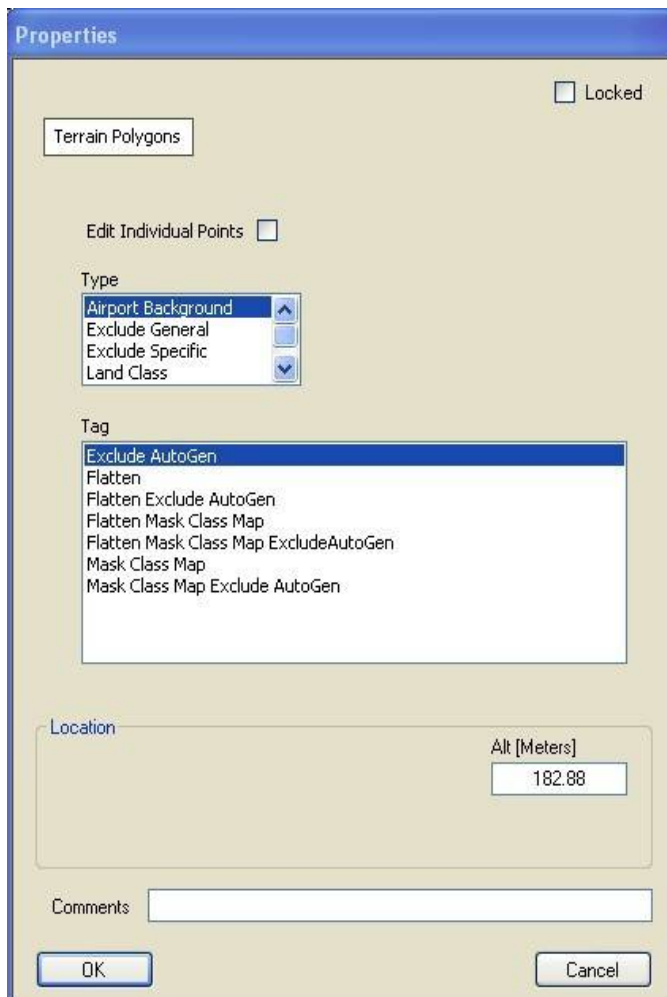 Properties
Locked
Terrain Polygons
Edit Individual Points
Type
Airport Background
Exclude General
Exclude Specific
Land Class
Tag
Exclude AutoGen
Flatten
Flatten Exclude AutoGen
Flatten Mask Class Map
Flatten Mask Class Map ExcludeAutoGen
Mask Class Map
Mask Class Map Exclude AutoGen
Location
Alt [Meters]
182.88
Comments
OK Cancel